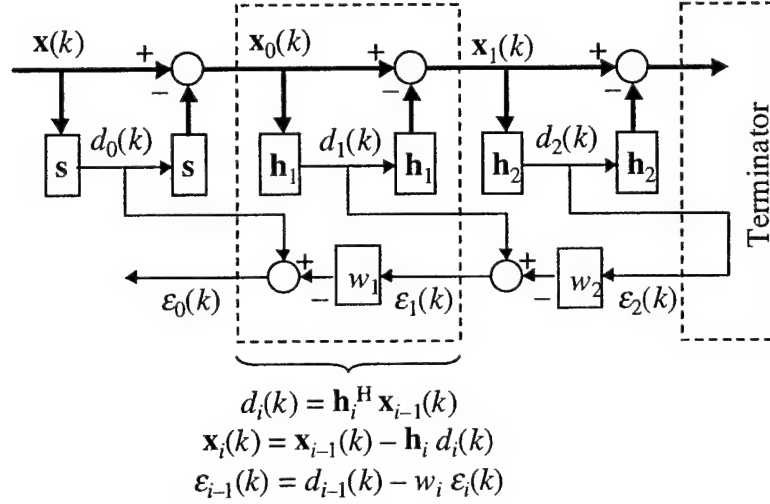 x(k) + − x₀(k) + − x₁(k) + −
s d₀(k) s h₁ d₁(k) h₁ h₂ d₂(k) h₂
Terminator
+ − w₁ + − w₂
ε₀(k) ε₁(k) ε₂(k)
dᵢ(k) = hᵢᴴ xᵢ₋₁(k)
xᵢ(k) = xᵢ₋₁(k) − hᵢ dᵢ(k)
εᵢ₋₁(k) = dᵢ₋₁(k) − wᵢ εᵢ(k)